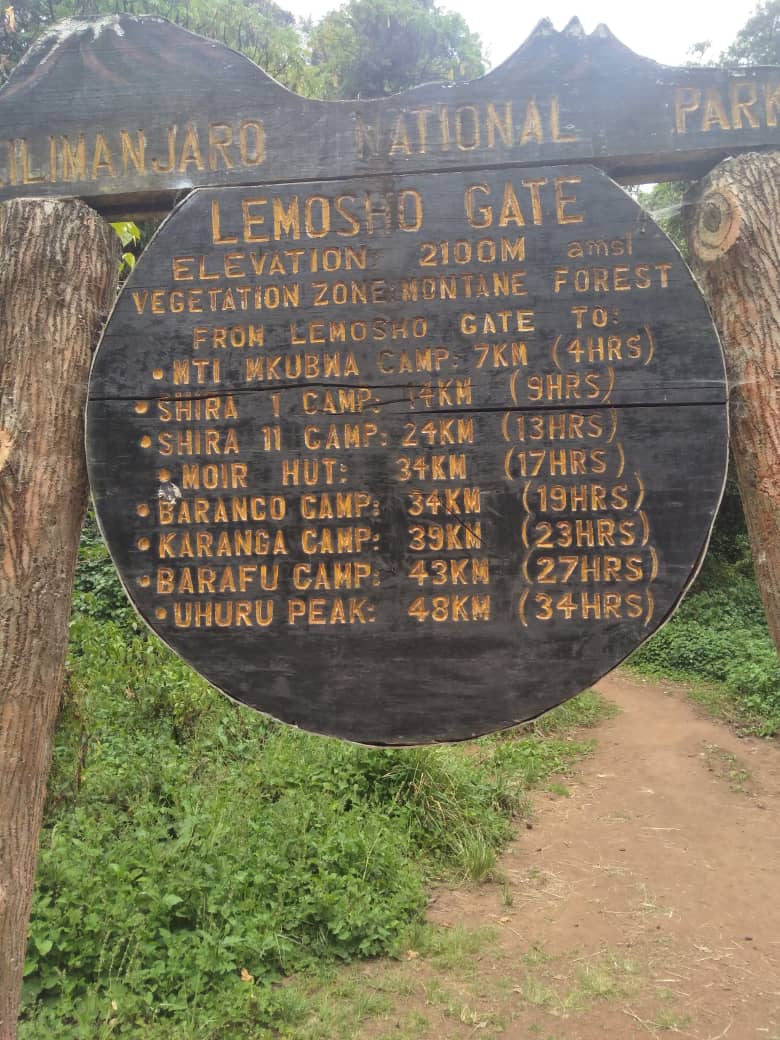 ILIMANJARO NATIONAL PARK
LEMOSHO GATE
ELEVATION: 2100M amsl
VEGETATION ZONE: MONTANE FOREST
FROM LEMOSHO GATE TO:
• MTI MKUBWA CAMP: 7KM (4HRS)
• SHIRA 1 CAMP: 14KM (9HRS)
• SHIRA 11 CAMP: 24KM (13HRS)
• MOIR HUT: 34KM (17HRS)
• BARANCO CAMP: 34KM (19HRS)
• KARANGA CAMP: 39KM (23HRS)
• BARAFU CAMP: 43KM (27HRS)
• UHURU PEAK: 48KM (34HRS)